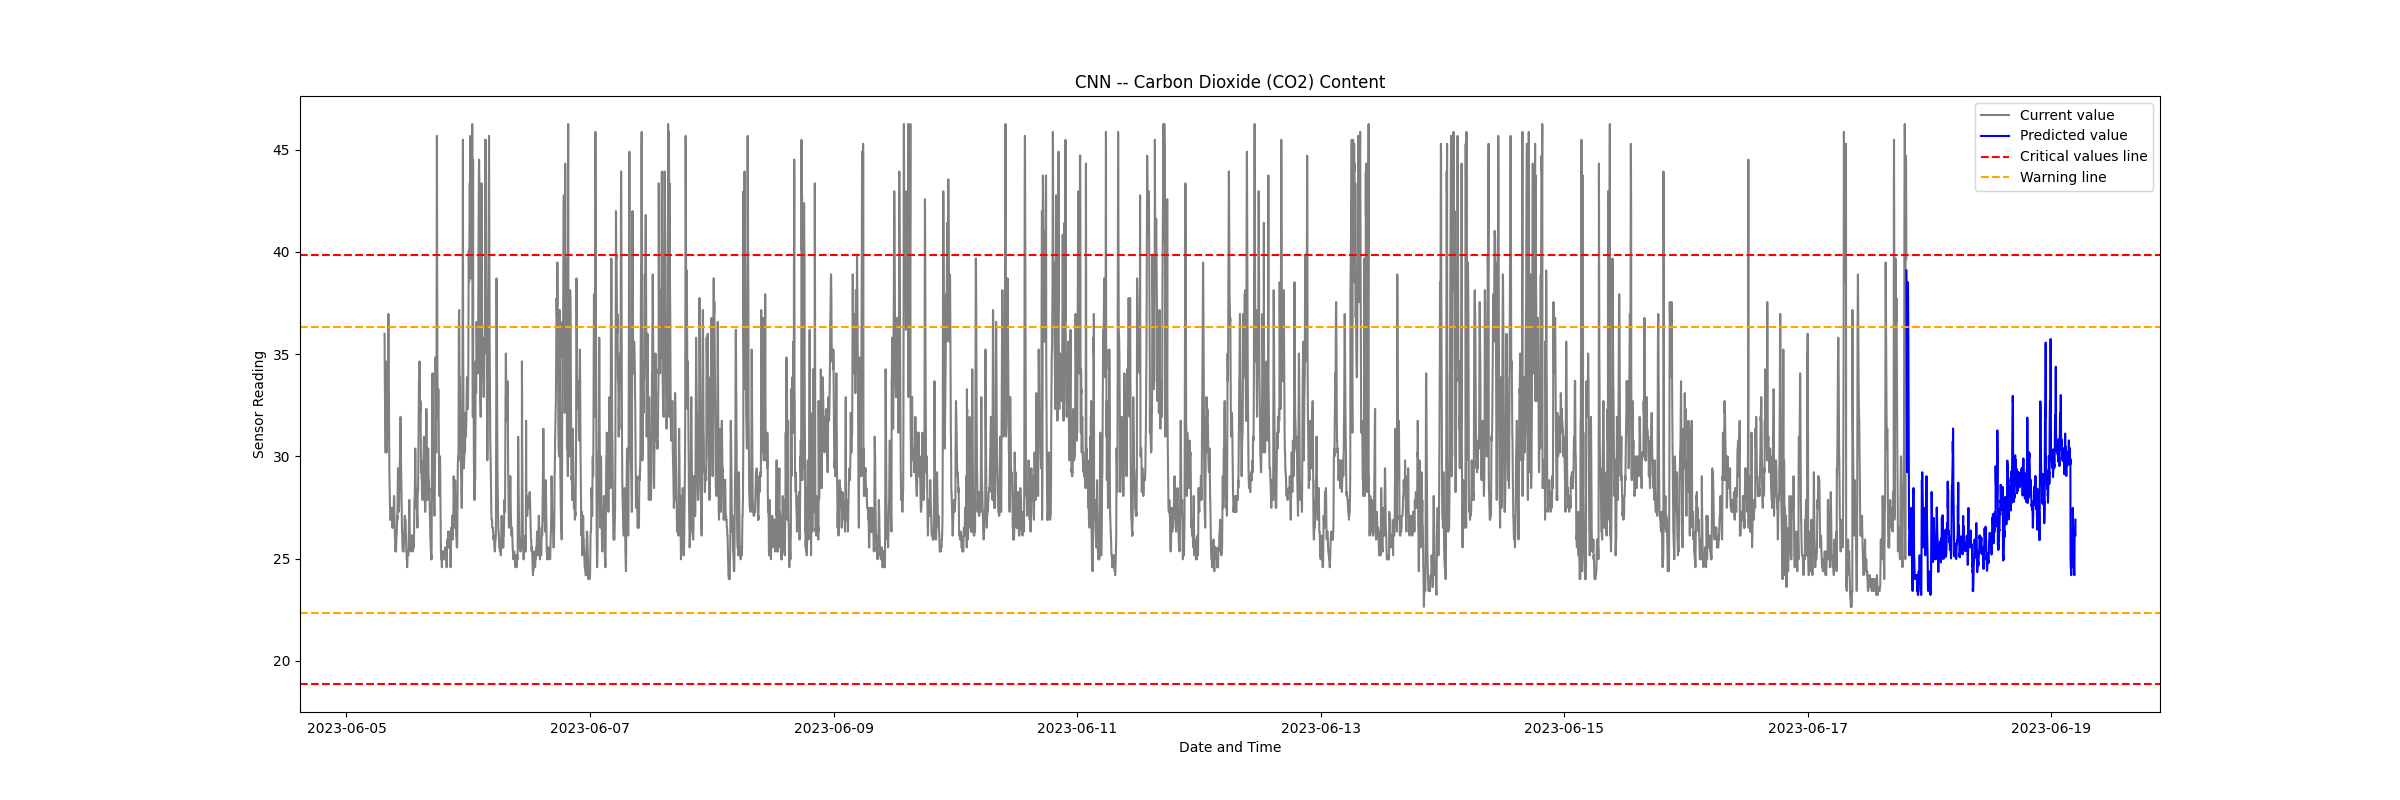 CNN -- Carbon Dioxide (CO2) Content
Current value
Predicted value
Critical values line
Warning line
45
40
35
30
25
20
Sensor Reading
2023-06-05
2023-06-07
2023-06-09
2023-06-11
2023-06-13
2023-06-15
2023-06-17
2023-06-19
Date and Time